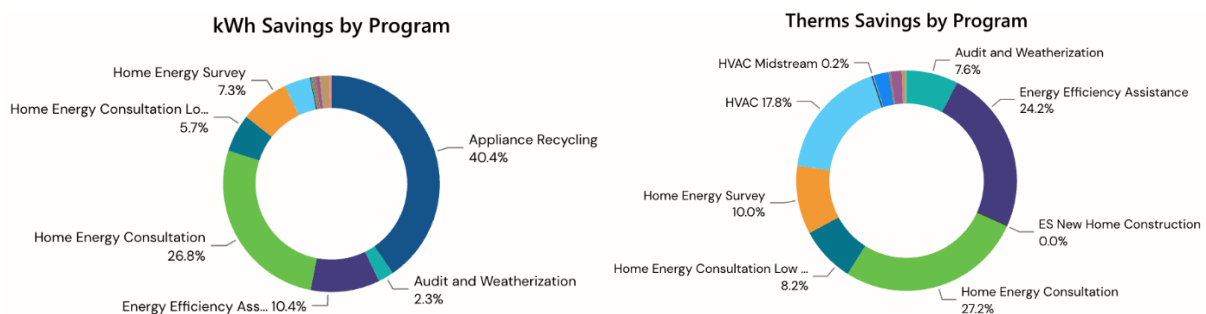 kWh Savings by Program
Home Energy Survey
7.3%
Home Energy Consultation Lo...
5.7%
Home Energy Consultation
26.8%
Energy Efficiency Ass... 10.4%
Audit and Weatherization
2.3%
Appliance Recycling
40.4%
Therms Savings by Program
HVAC Midstream 0.2%
HVAC 17.8%
Home Energy Survey
10.0%
Home Energy Consultation Low ...
8.2%
Home Energy Consultation
27.2%
ES New Home Construction
0.0%
Energy Efficiency Assistance
24.2%
Audit and Weatherization
7.6%